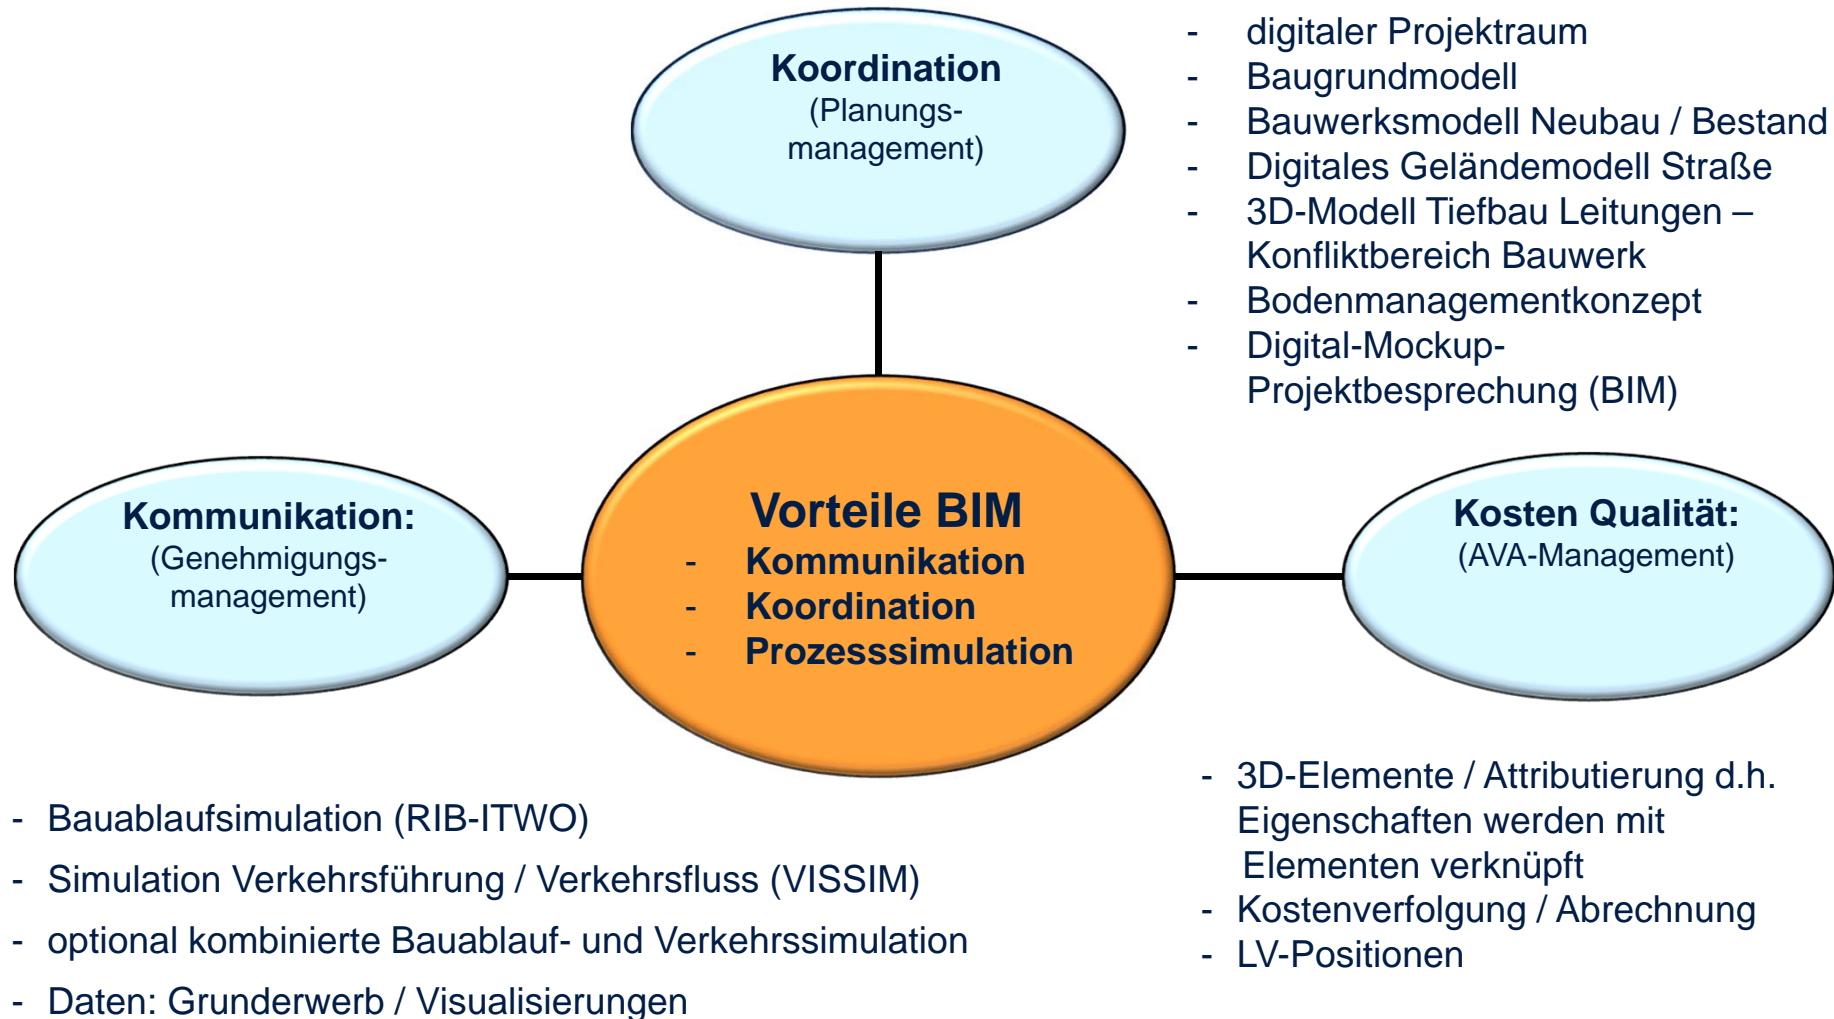 Koordination
(Planungs-
management)
- digitaler Projektraum
- Baugrundmodell
- Bauwerksmodell Neubau / Bestand
- Digitales Geländemodell Straße
- 3D-Modell Tiefbau Leitungen –
Konfliktbereich Bauwerk
- Bodenmanagementkonzept
- Digital-Mockup-
Projektbesprechung (BIM)
Kommunikation:
(Genehmigungs-
management)
Vorteile BIM
- Kommunikation
- Koordination
- Prozesssimulation
Kosten Qualität:
(AVA-Management)
- Bauablaufsimulation (RIB-ITWO)
- Simulation Verkehrsführung / Verkehrsfluss (VISSIM)
- optional kombinierte Bauablauf- und Verkehrssimulation
- Daten: Grunderwerb / Visualisierungen
- 3D-Elemente / Attributierung d.h.
Eigenschaften werden mit
Elementen verknüpft
- Kostenverfolgung / Abrechnung
- LV-Positionen